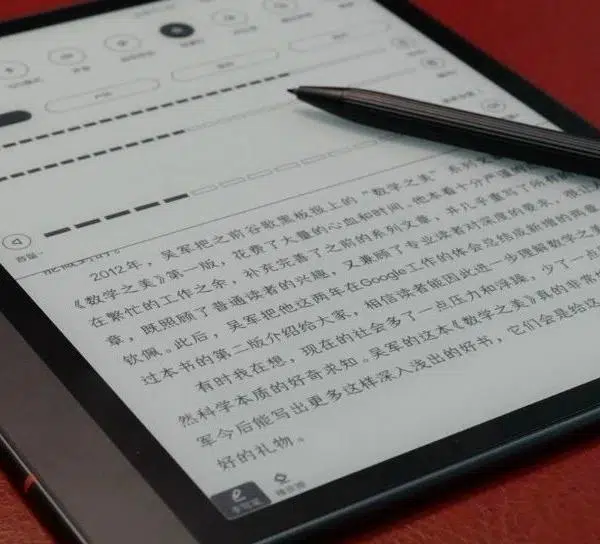 2012年，吴军把之前谷歌黑板报上的“数学之美”系列
《数学之美》第一版，花费了大量的心血和时间，他本着十分严谨的
在繁忙的工作之余，补充完善了之前的系列文章，并几乎重写了所有
章，既照顾了普通读者的兴趣，又兼顾了专业读者对深度的要求，很
钦佩。此后，吴军把他这两年在Google工作的体会总结成新增的两章
过本书的第二版介绍给大家，相信读者能因此进一步理解数学之美
有时我在想，现在的社会多了一点压力和浮躁，少了一点
然科学本质的好奇求知。吴军的这本《数学之美》真的非常
军今后能写出更多这样深入浅出的好书，它们会是给这
好的礼物。
手写笔
橡皮擦